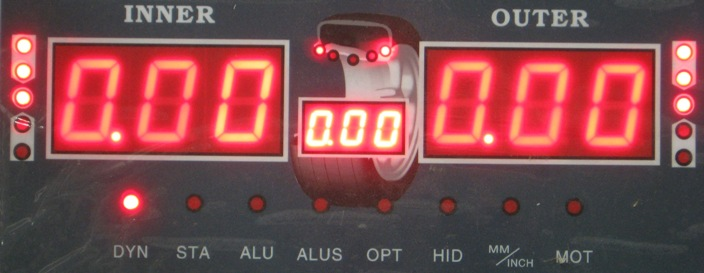 INNER OUTER
0.00 0.00 0.00
DYN STA ALU ALUS OPT HID MM/INCH MOT